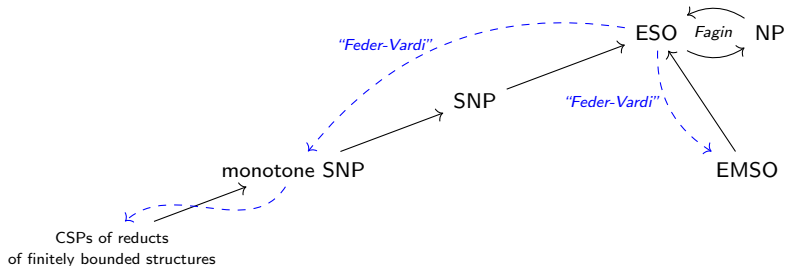 ESO
Fagin
NP
“Feder-Vardi”
SNP
“Feder-Vardi”
monotone SNP
EMSO
CSPs of reducts
of finitely bounded structures